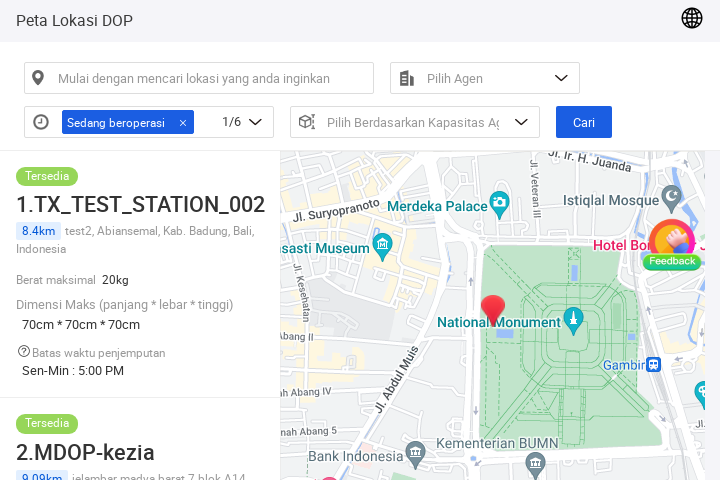 Peta Lokasi DOP
Mulai dengan mencari lokasi yang anda inginkan
Pilih Agen
Sedang beroperasi ×
1/6
Pilih Berdasarkan Kapasitas Ag
Cari
Tersedia
1.TX_TEST_STATION_002
8.4km test2, Abiansemal, Kab. Badung, Bali,
Indonesia
Berat maksimal 20kg
Dimensi Maks (panjang * lebar * tinggi)
70cm * 70cm * 70cm
Batas waktu penjemputan
Sen-Min : 5:00 PM
Tersedia
2.MDOP-kezia
9.09km jelambar madya barat 7 blok A14
Jl. Ir. H. Juanda
Jl. Veteran III
Jl. Suryopranoto
Merdeka Palace
Istiqlal Mosque
Hotel Bor
J
asasti Museum
Feedback
Jl. Kesehatan
National Monument
Abang II
Gambir
Jl. Abdul Muis
Abang IV
nah Abang 5
Kementerian BUMN
Bank Indonesia